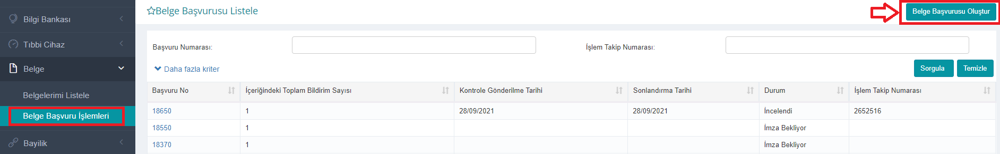 Bilgi Bankası
Tıbbi Cihaz
Belge
Belgelerimi Listele
Belge Başvuru İşlemleri
Bayilik
Belge Başvurusu Listele
Belge Başvurusu Oluştur
Başvuru Numarası:
İşlem Takip Numarası:
Daha fazla kriter
Sorgula Temizle
Başvuru No İçeriğindeki Toplam Bildirim Sayısı Kontrole Gönderilme Tarihi Sonlandırma Tarihi Durum İşlem Takip Numarası
18650 1 28/09/2021 28/09/2021 İncelendi 2652516
18550 1 İmza Bekliyor
18370 1 İmza Bekliyor